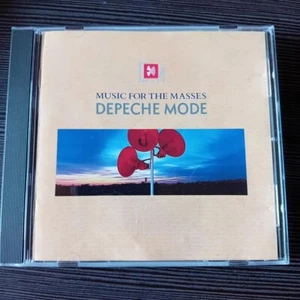 MUSIC FOR THE MASSES
DEPECHE MODE